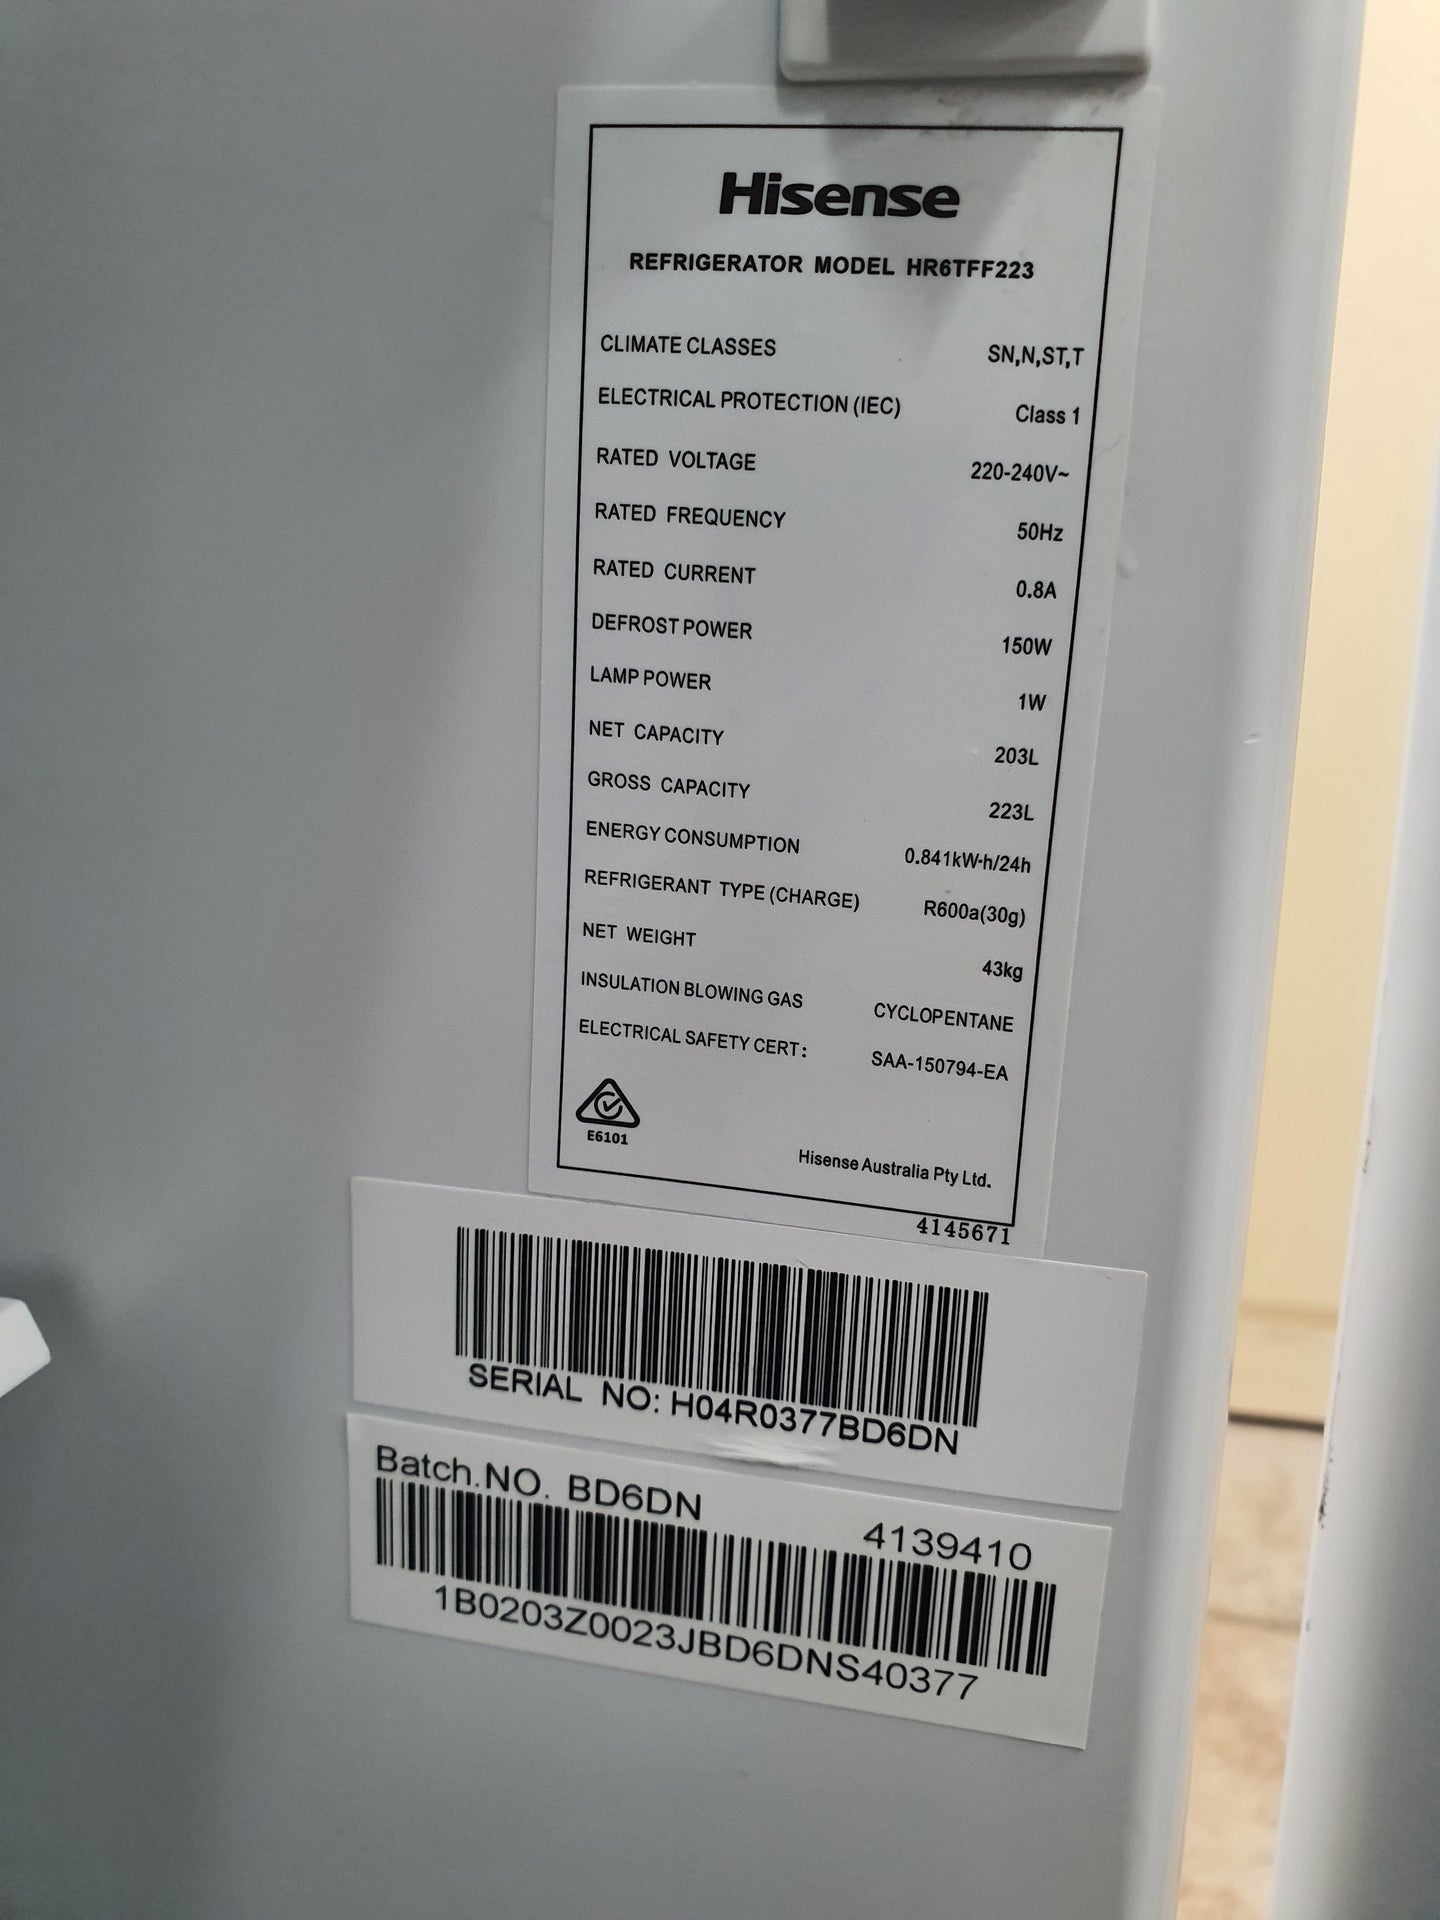 Hisense
REFRIGERATOR MODEL HR6TFF223
CLIMATE CLASSES SN,N,ST,T
ELECTRICAL PROTECTION (IEC) Class 1
RATED VOLTAGE 220-240V~
RATED FREQUENCY 50Hz
RATED CURRENT 0.8A
DEFROST POWER 150W
LAMP POWER 1W
NET CAPACITY 203L
GROSS CAPACITY 223L
ENERGY CONSUMPTION 0.841kW·h/24h
REFRIGERANT TYPE (CHARGE) R600a(30g)
NET WEIGHT 43kg
INSULATION BLOWING GAS CYCLOPENTANE
ELECTRICAL SAFETY CERT: SAA-150794-EA
E6101
Hisense Australia Pty Ltd.
4145671
SERIAL NO: H04R0377BD6DN
Batch.NO. BD6DN 4139410
1B0203Z0023JBD6DNS40377